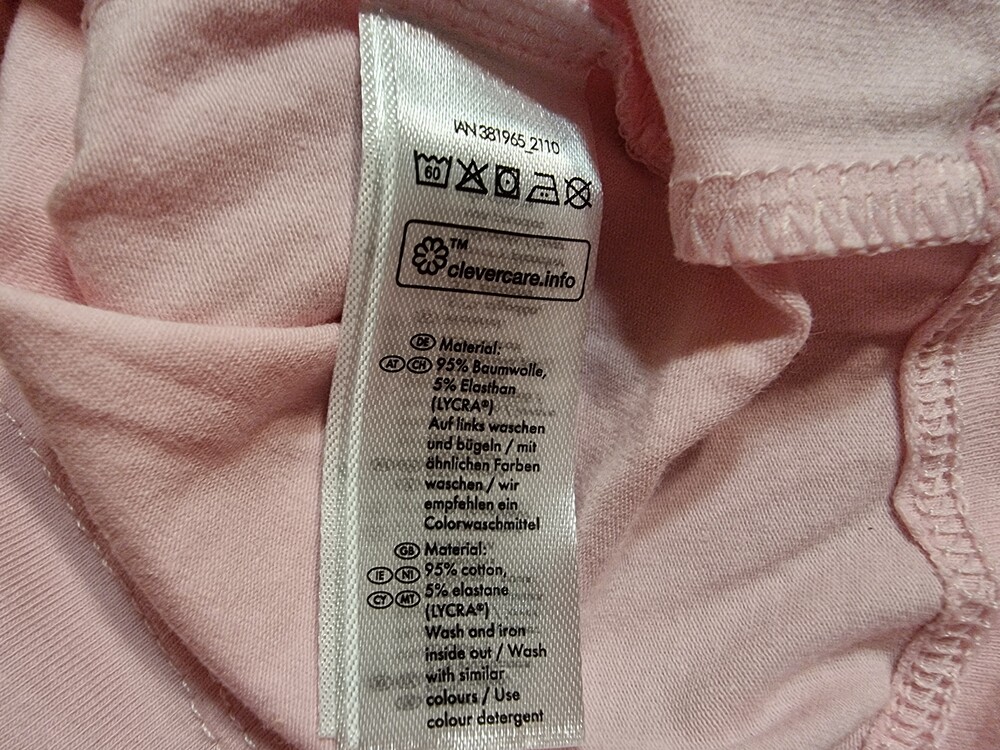 IAN 381965_2110
60
TM
clevercare.info
DE Material:
AT CH 95% Baumwolle,
5% Elasthan
(LYCRA®)
Auf links waschen
und bügeln / mit
ähnlichen Farben
waschen / wir
empfehlen ein
Colorwaschmittel
GB Material:
IE NI 95% cotton,
CY MT 5% elastane
(LYCRA®)
Wash and iron
inside out / Wash
with similar
colours / Use
colour detergent